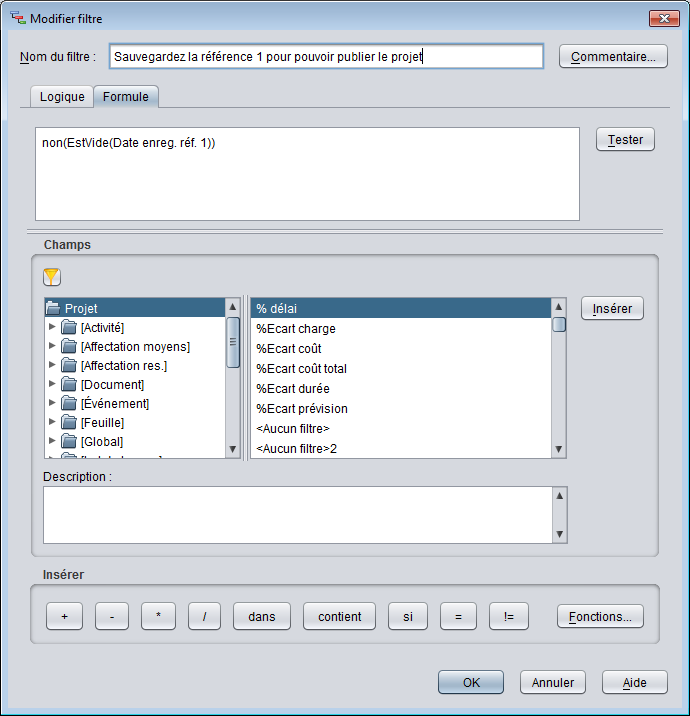 Modifier filtre
Nom du filtre :
Sauvegardez la référence 1 pour pouvoir publier le projet
Commentaire...
Logique
Formule
non(EstVide(Date enreg. réf. 1))
Tester
Champs
Projet
[Activité]
[Affectation moyens]
[Affectation res.]
[Document]
[Événement]
[Feuille]
[Global]
% délai
%Ecart charge
%Ecart coût
%Ecart coût total
%Ecart durée
%Ecart prévision
<Aucun filtre>
<Aucun filtre>2
Insérer
Description :
Insérer
+
-
*
/
dans
contient
si
=
!=
Fonctions...
OK
Annuler
Aide